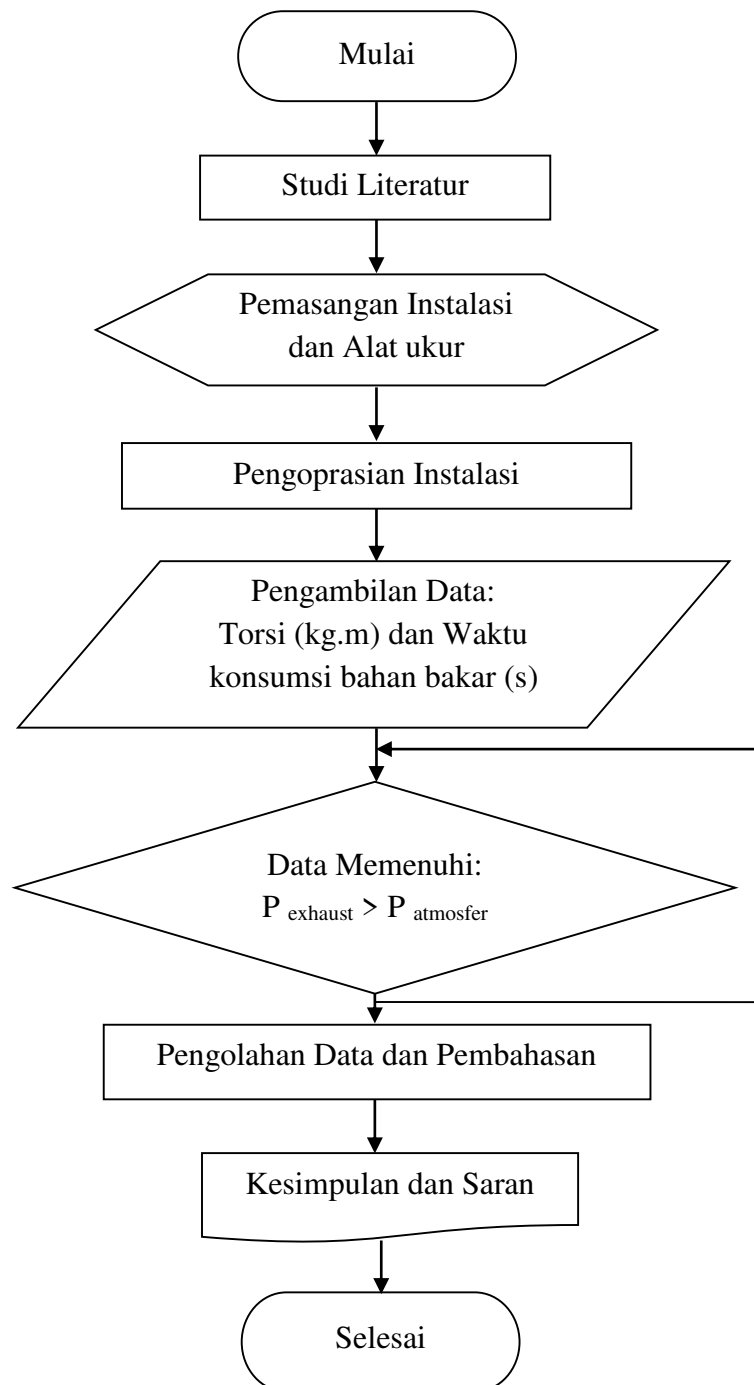 Mulai
Studi Literatur
Pemasangan Instalasi
dan Alat ukur
Pengoprasian Instalasi
Pengambilan Data:
Torsi (kg.m) dan Waktu
konsumsi bahan bakar (s)
Data Memenuhi:
P exhaust > P atmosfer
Pengolahan Data dan Pembahasan
Kesimpulan dan Saran
Selesai